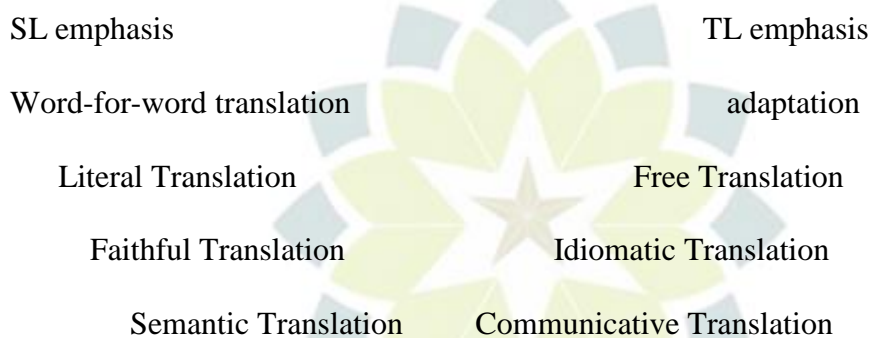 SL emphasis TL emphasis
Word-for-word translation adaptation
Literal Translation Free Translation
Faithful Translation Idiomatic Translation
Semantic Translation Communicative Translation